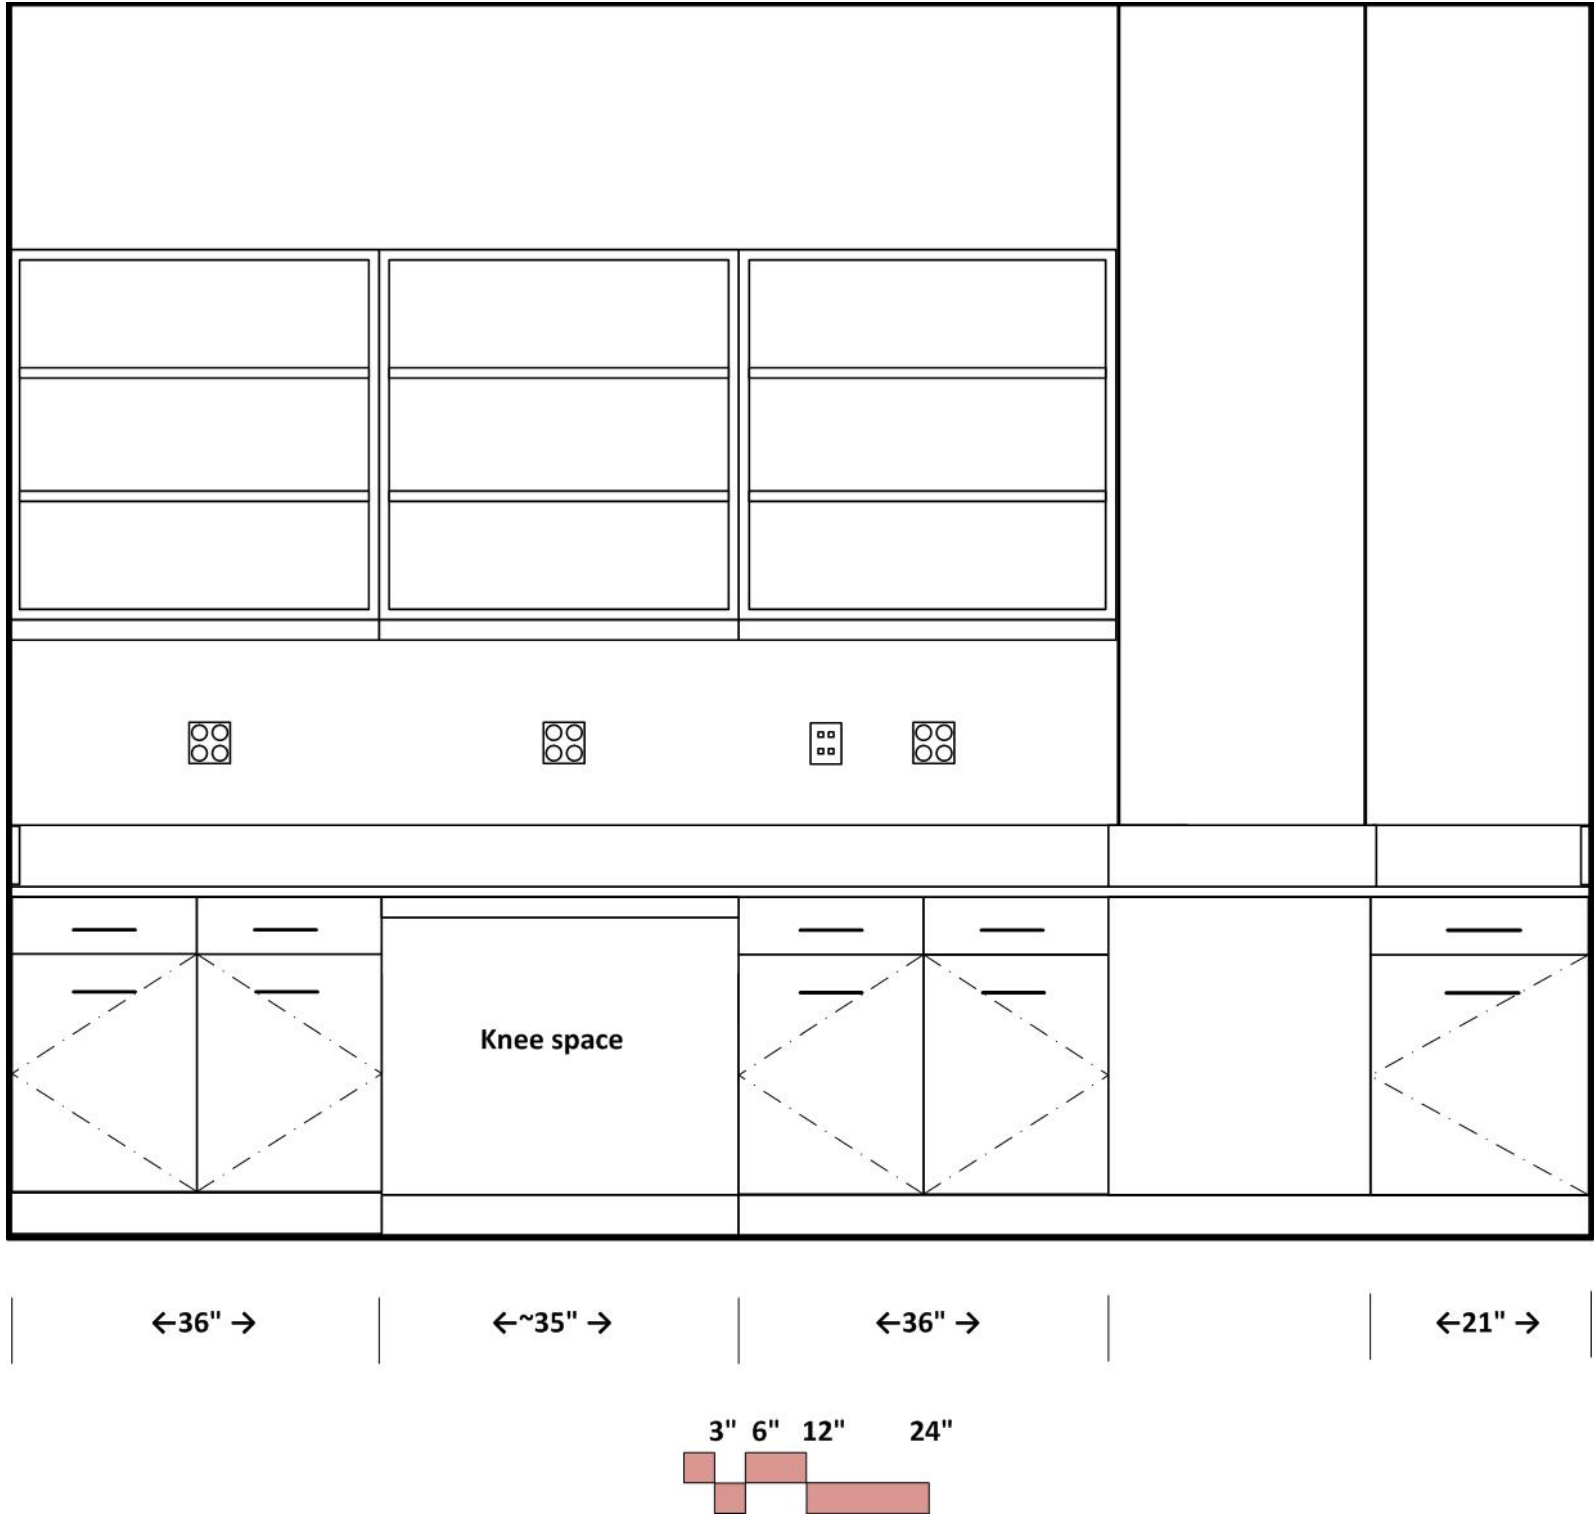 Knee space
←36" →
←~35" →
←36" →
←21" →
3" 6" 12" 24"